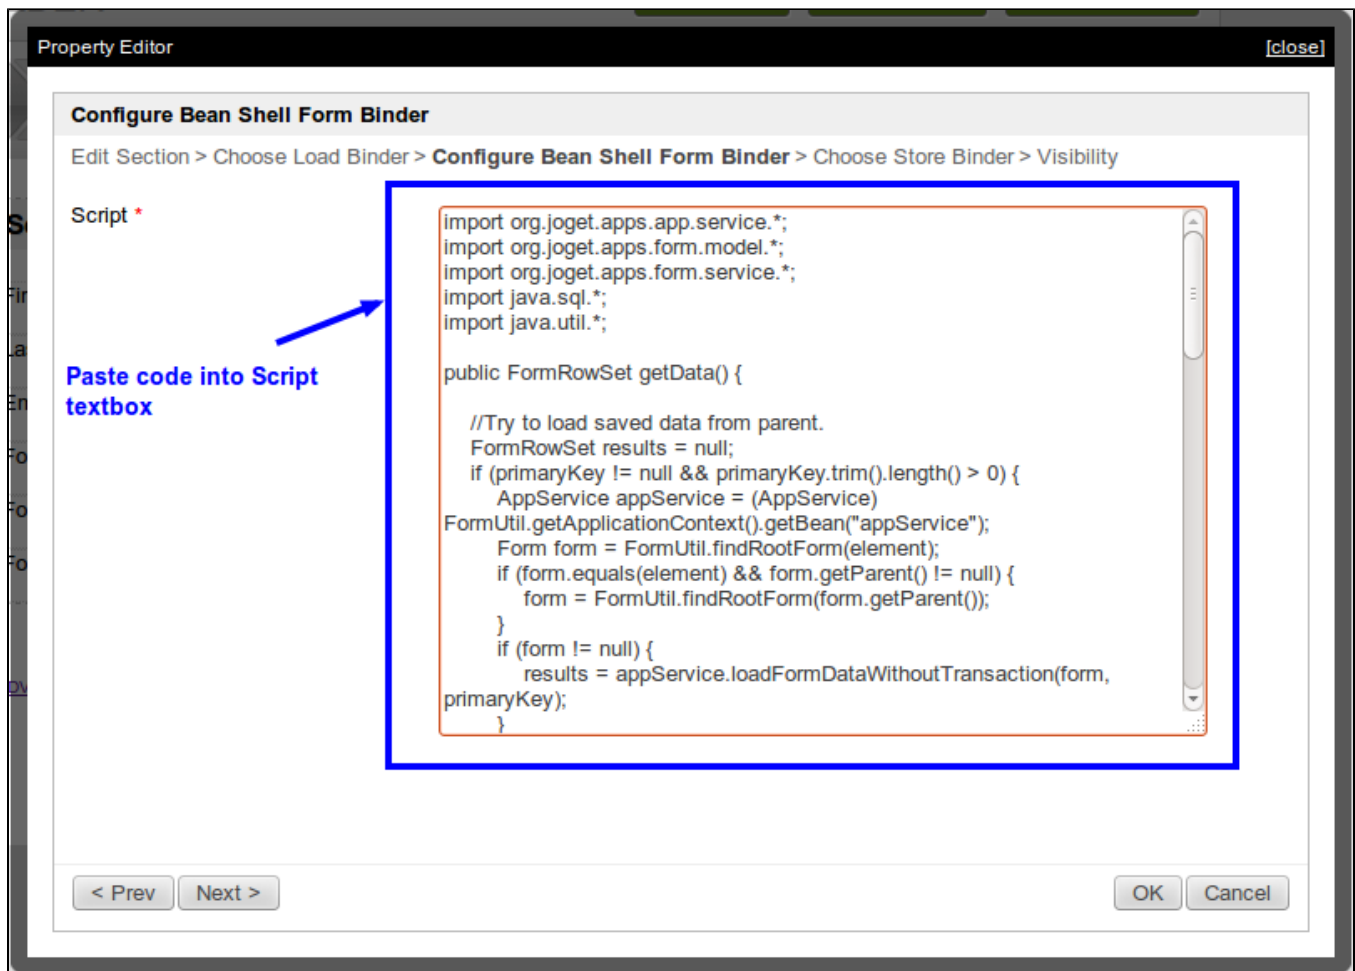 Property Editor
[close]
Configure Bean Shell Form Binder
Edit Section > Choose Load Binder > Configure Bean Shell Form Binder > Choose Store Binder > Visibility
Script *
import org.joget.apps.app.service.*;
import org.joget.apps.form.model.*;
import org.joget.apps.form.service.*;
import java.sql.*;
import java.util.*;
public FormRowSet getData() {
//Try to load saved data from parent.
FormRowSet results = null;
if (primaryKey != null && primaryKey.trim().length() > 0) {
AppService appService = (AppService)
FormUtil.getApplicationContext().getBean("appService");
Form form = FormUtil.findRootForm(element);
if (form.equals(element) && form.getParent() != null) {
form = FormUtil.findRootForm(form.getParent());
}
if (form != null) {
results = appService.loadFormDataWithoutTransaction(form,
primaryKey);
}
Paste code into Script
textbox
< Prev
Next >
OK
Cancel